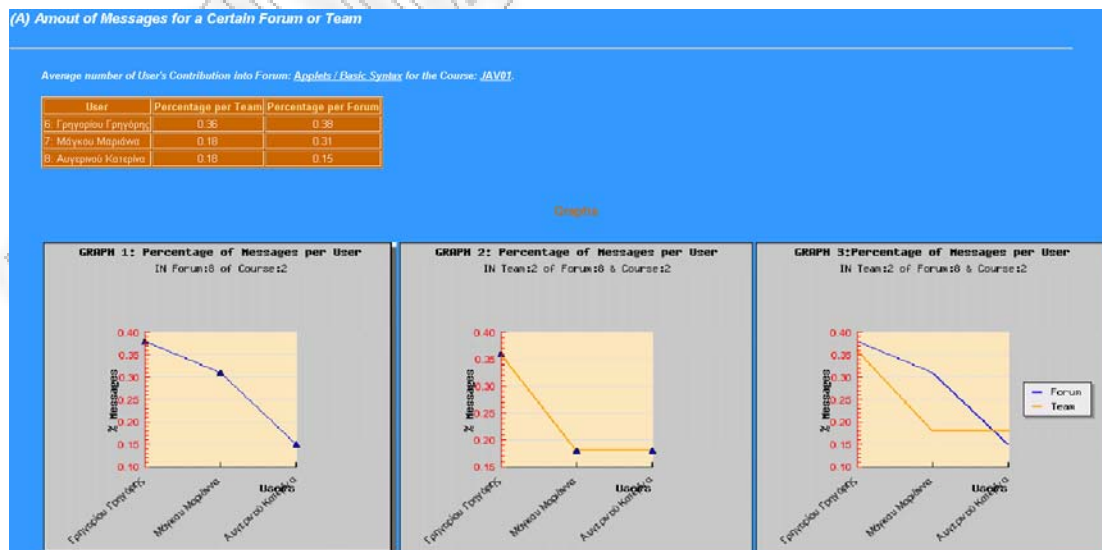 (A) Amout of Messages for a Certain Forum or Team
Average number of User's Contribution into Forum: Applets / Basic Syntax for the Course: JAV01.
User Percentage per Team Percentage per Forum
6: Γρηγορίου Γρηγόρης 0.36 0.38
7: Μάγκου Μαριάννα 0.18 0.31
8: Αυγερινού Κατερίνα 0.18 0.15
Graphs
GRAPH 1: Percentage of Messages per User
IN Forum:8 of Course:2
% Messages
0.40
0.35
0.30
0.25
0.20
0.15
0.10
Users
Γρηγορίου Γρηγόρης
Μάγκου Μαριάννα
Αυγερινού Κατερίνα
GRAPH 2: Percentage of Messages per User
IN Team:2 of Forum:8 & Course:2
% Messages
0.40
0.35
0.30
0.25
0.20
0.15
Users
Γρηγορίου Γρηγόρης
Μάγκου Μαριάννα
Αυγερινού Κατερίνα
GRAPH 3:Percentage of Messages per User
IN Team:2 of Forum:8 & Course:2
% Messages
0.40
0.35
0.30
0.25
0.20
0.15
0.10
Users
Γρηγορίου Γρηγόρης
Μάγκου Μαριάννα
Αυγερινού Κατερίνα
Forum
Team